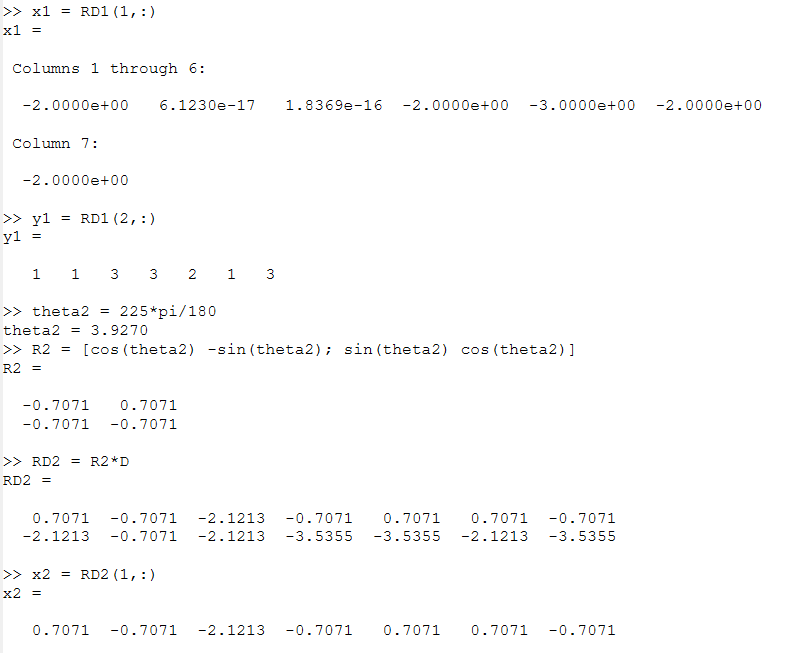 >> x1 = RD1(1,:)
x1 =
Columns 1 through 6:
-2.0000e+00 6.1230e-17 1.8369e-16 -2.0000e+00 -3.0000e+00 -2.0000e+00
Column 7:
-2.0000e+00
>> y1 = RD1(2,:)
y1 =
1 1 3 3 2 1 3
>> theta2 = 225*pi/180
theta2 = 3.9270
>> R2 = [cos(theta2) -sin(theta2); sin(theta2) cos(theta2)]
R2 =
-0.7071 0.7071
-0.7071 -0.7071
>> RD2 = R2*D
RD2 =
0.7071 -0.7071 -2.1213 -0.7071 0.7071 0.7071 -0.7071
-2.1213 -0.7071 -2.1213 -3.5355 -3.5355 -2.1213 -3.5355
>> x2 = RD2(1,:)
x2 =
0.7071 -0.7071 -2.1213 -0.7071 0.7071 0.7071 -0.7071